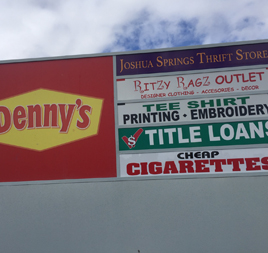 Denny's
JOSHUA SPRINGS THRIFT STORE
RITZY RAGZ OUTLET
DESIGNER CLOTHING - ACCESORIES - DECOR
TEE SHIRT
PRINTING - EMBROIDERY
$ TITLE LOANS
CHEAP
CIGARETTES